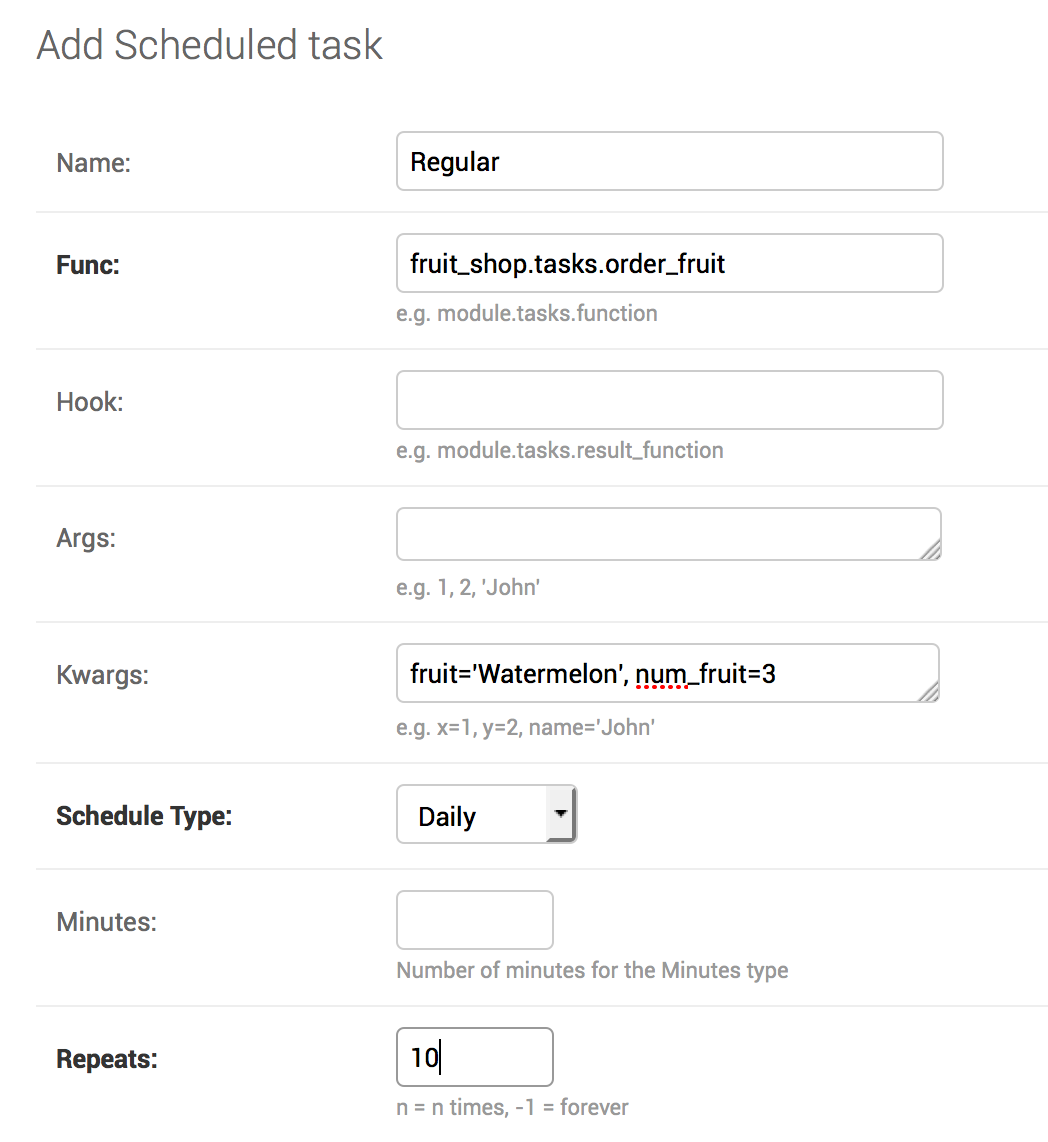 Add Scheduled task
Name:
Regular
Func:
fruit_shop.tasks.order_fruit
e.g. module.tasks.function
Hook:
e.g. module.tasks.result_function
Args:
e.g. 1, 2, 'John'
Kwargs:
fruit='Watermelon', num_fruit=3
e.g. x=1, y=2, name='John'
Schedule Type:
Daily
Minutes:
Number of minutes for the Minutes type
Repeats:
10
n = n times, -1 = forever